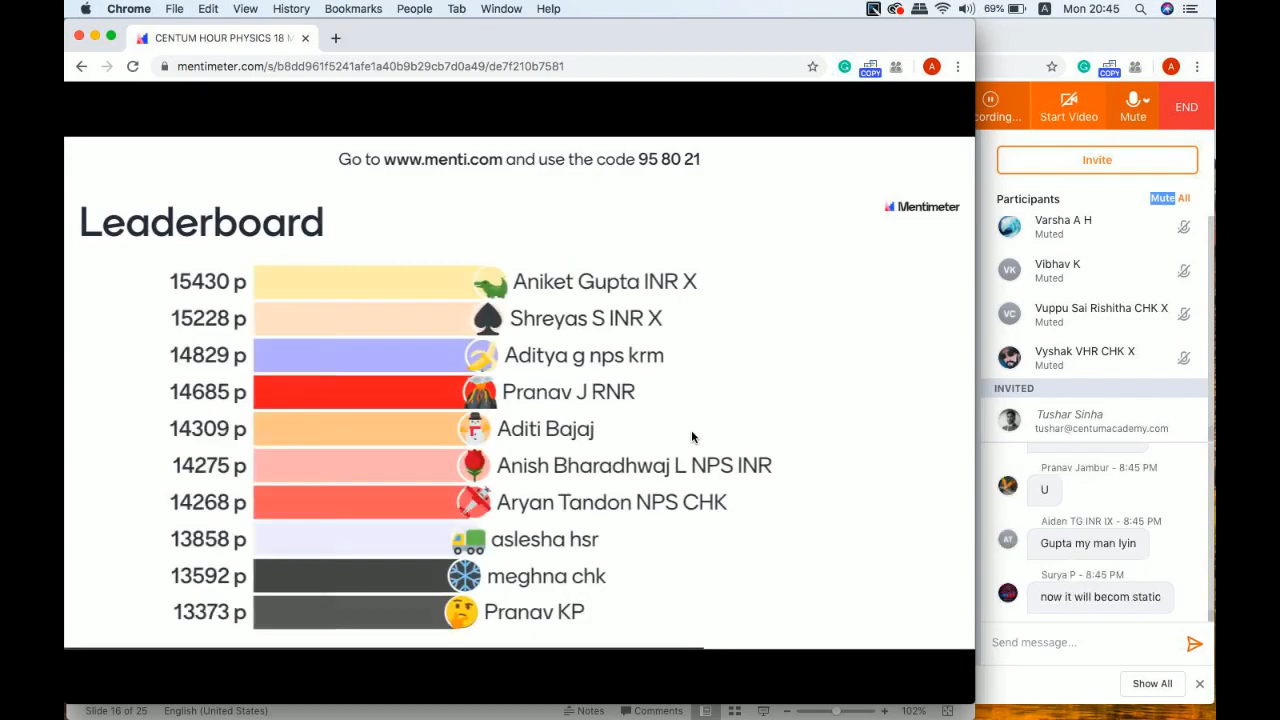 Chrome File Edit View History Bookmarks People Tab Window Help
69% A Mon 20:45
CENTUM HOUR PHYSICS 18 M
mentimeter.com/s/b8dd961f5241afe1a40b9b29cb7d0a49/de7f210b7581
COPY A
COPY A
Go to www.menti.com and use the code 95 80 21
Leaderboard
Mentimeter
15430 p Aniket Gupta INR X
15228 p Shreyas S INR X
14829 p Aditya g nps krm
14685 p Pranav J RNR
14309 p Aditi Bajaj
14275 p Anish Bharadhwaj L NPS INR
14268 p Aryan Tandon NPS CHK
13858 p aslesha hsr
13592 p meghna chk
13373 p Pranav KP
cording... Start Video Mute END
Invite
Participants Mute All
Varsha A H
Muted
VK Vibhav K
Muted
VC Vuppu Sai Rishitha CHK X
Muted
Vyshak VHR CHK X
Muted
INVITED
Tushar Sinha
tushar@centumacademy.com
Pranav Jambur - 8:45 PM
U
Aiden TG INR IX - 8:45 PM
AT Gupta my man lyin
Surya P - 8:45 PM
now it will becom static
Send message...
Show All
Slide 16 of 25 English (United States) Notes Comments 102%